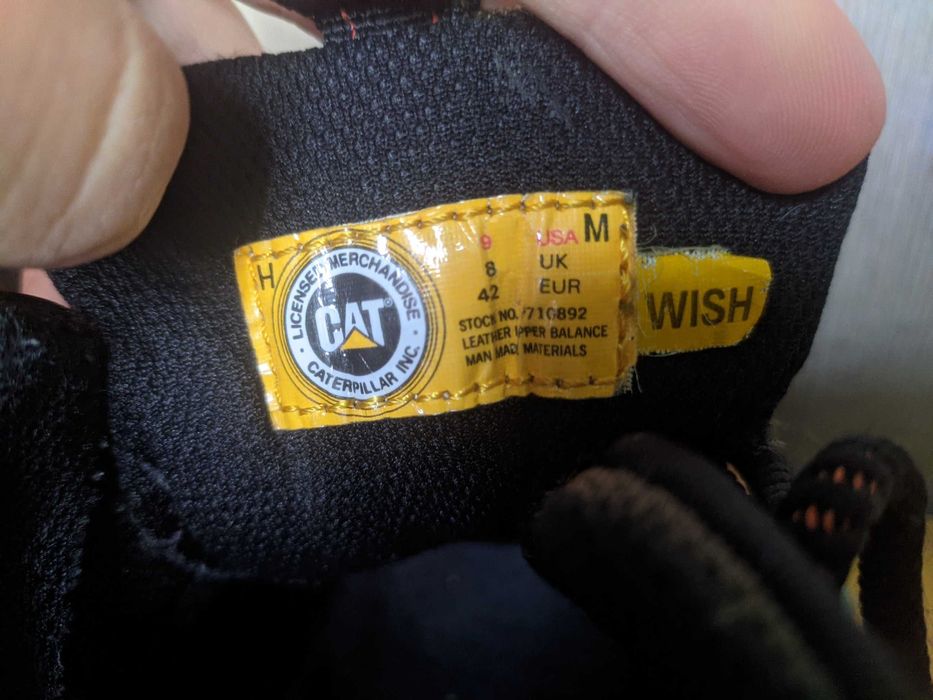 H
LICENSED MERCHANDISE
CAT®
CATERPILLAR INC.
9 USA M
8 UK
42 EUR
STOCK NO. 710892
LEATHER UPPER BALANCE
MAN MADE MATERIALS
WISH